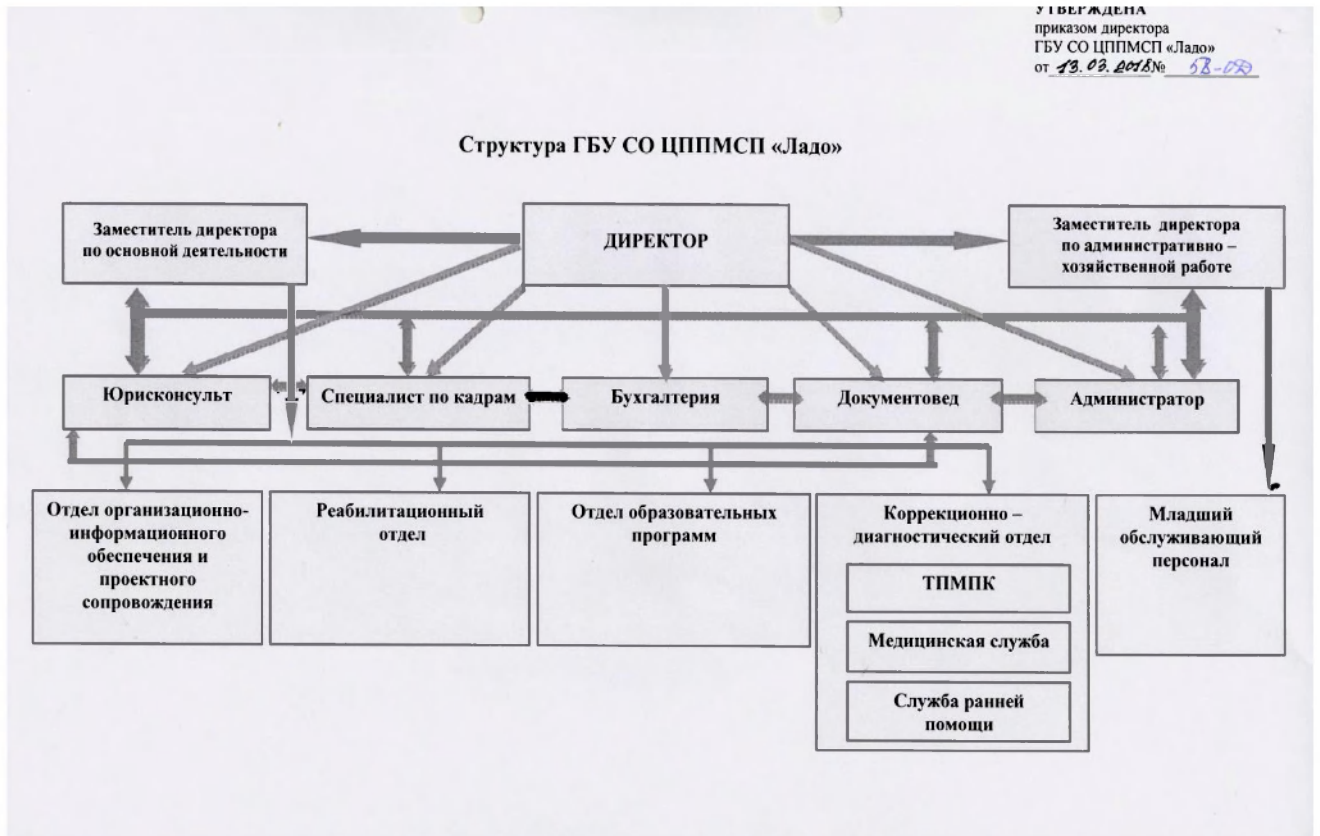 УТВЕРЖДЕНА
приказом директора
ГБУ СО ЦППМСП «Ладо»
от 13.03.2018 № 58-ОД
Структура ГБУ СО ЦППМСП «Ладо»
Заместитель директора
по основной деятельности
ДИРЕКТОР
Заместитель директора
по административно –
хозяйственной работе
Юрисконсульт
Специалист по кадрам
Бухгалтерия
Документовед
Администратор
Отдел организационно-
информационного
обеспечения и
проектного
сопровождения
Реабилитационный
отдел
Отдел образовательных
программ
Коррекционно –
диагностический отдел
ТПМПК
Медицинская служба
Служба ранней
помощи
Младший
обслуживающий
персонал